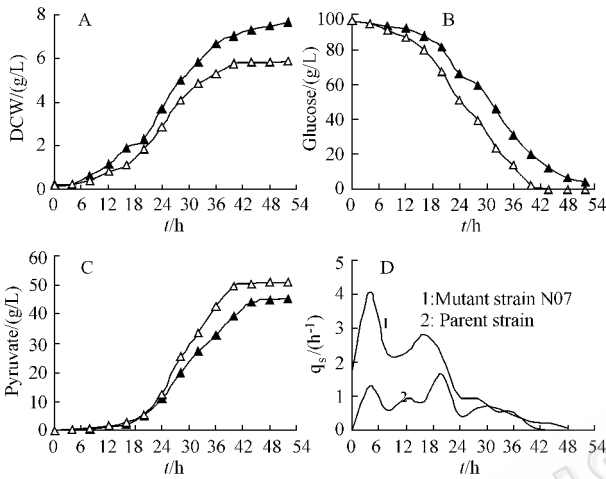 A
DCW/(g/L)
8
6
4
2
0
0 6 12 18 24 30 36 42 48 54
t/h
B
Glucose/(g/L)
100
80
60
40
20
0
0 6 12 18 24 30 36 42 48 54
t/h
C
Pyruvate/(g/L)
60
50
40
30
20
10
0
0 6 12 18 24 30 36 42 48 54
t/h
D
qs/(h-1)
5
4
3
2
1
0
1:Mutant strain N07
2: Parent strain
1
2
0 6 12 18 24 30 36 42 48 54
t/h